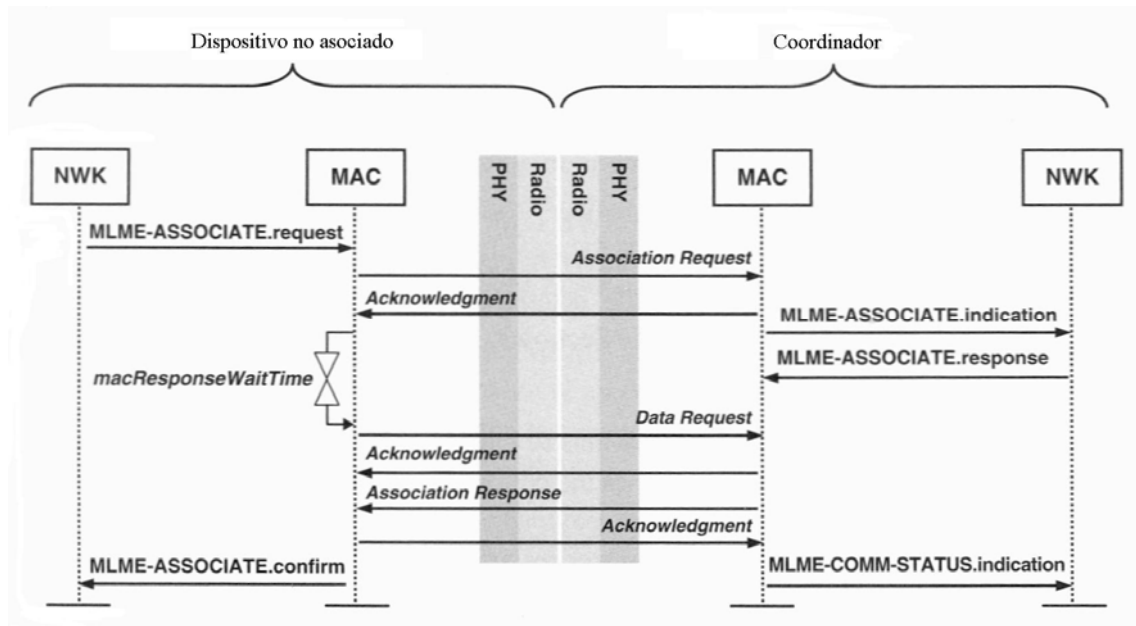 Dispositivo no asociado
Coordinador
NWK
MAC
PHY
Radio
Radio
PHY
MAC
NWK
MLME-ASSOCIATE.request
Association Request
Acknowledgment
MLME-ASSOCIATE.indication
MLME-ASSOCIATE.response
macResponseWaitTime
Data Request
Acknowledgment
Association Response
Acknowledgment
MLME-ASSOCIATE.confirm
MLME-COMM-STATUS.indication